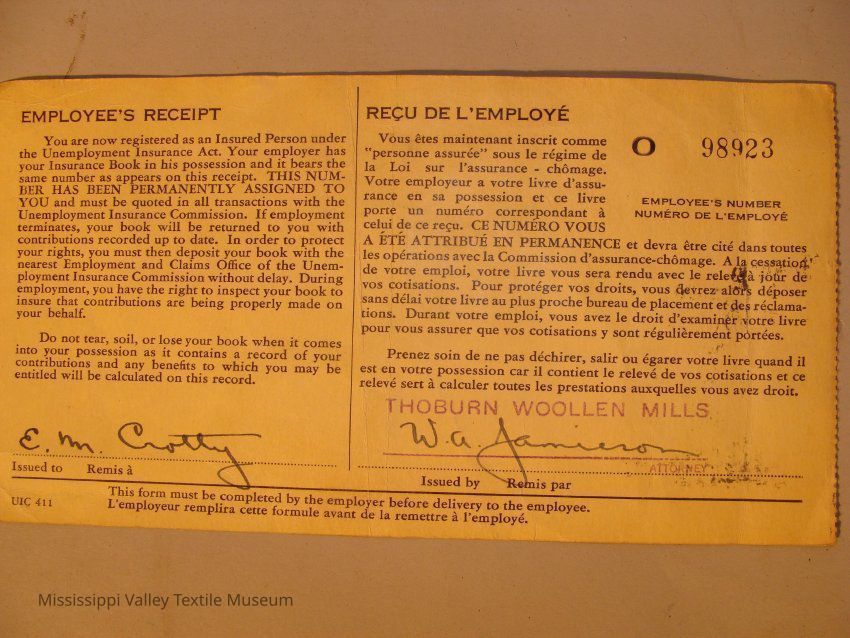 EMPLOYEE'S RECEIPT
You are now registered as an Insured Person under
the Unemployment Insurance Act. Your employer has
your Insurance Book in his possession and it bears the
same number as appears on this receipt. THIS NUM-
BER HAS BEEN PERMANENTLY ASSIGNED TO
YOU and must be quoted in all transactions with the
Unemployment Insurance Commission. If employment
terminates, your book will be returned to you with
contributions recorded up to date. In order to protect
your rights, you must then deposit your book with the
nearest Employment and Claims Office of the Unem-
ployment Insurance Commission without delay. During
employment, you have the right to inspect your book to
insure that contributions are being properly made on
your behalf.
Do not tear, soil, or lose your book when it comes
into your possession as it contains a record of your
contributions and any benefits to which you may be
entitled will be calculated on this record.
E. M. Crotty
Issued to Remis à
REÇU DE L'EMPLOYÉ
Vous êtes maintenant inscrit comme
"personne assurée" sous le régime de
la Loi sur l'assurance - chômage.
Votre employeur a votre livre d'assu-
rance en sa possession et ce livre
porte un numéro correspondant à
celui de ce reçu. CE NUMÉRO VOUS
A ÉTÉ ATTRIBUÉ EN PERMANENCE et devra être cité dans toutes
les opérations avec la Commission d'assurance-chômage. A la cessation
de votre emploi, votre livre vous sera rendu avec le relevé à jour de
vos cotisations. Pour protéger vos droits, vous devrez alors déposer
sans délai votre livre au plus proche bureau de placement et des réclama-
tions. Durant votre emploi, vous avez le droit d'examiner votre livre
pour vous assurer que vos cotisations y sont régulièrement portées.
Prenez soin de ne pas déchirer, salir ou égarer votre livre quand il
est en votre possession car il contient le relevé de vos cotisations et ce
relevé sert à calculer toutes les prestations auxquelles vous avez droit.
O 98923
EMPLOYEE'S NUMBER
NUMÉRO DE L'EMPLOYÉ
THOBURN WOOLLEN MILLS
W. A. Jamieson
ATTORNEY
Issued by Remis par
UIC 411
This form must be completed by the employer before delivery to the employee.
L'employeur remplira cette formule avant de la remettre à l'employé.
Mississippi Valley Textile Museum